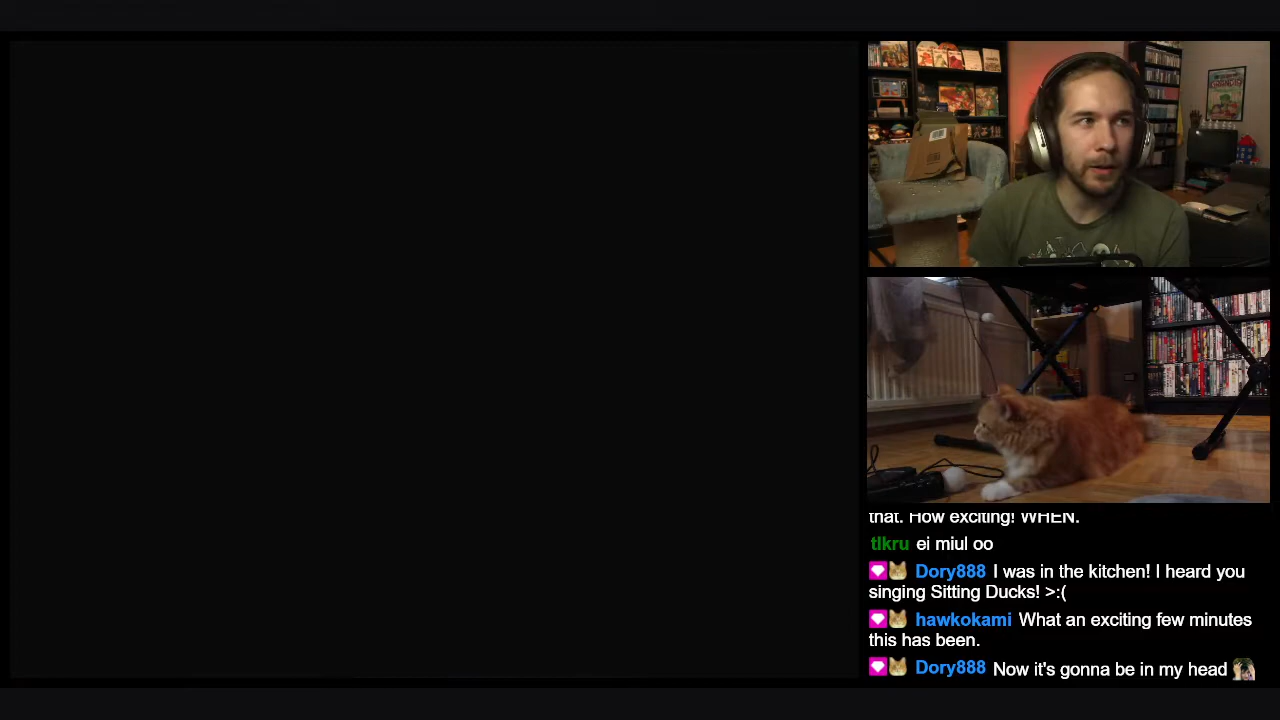 that. How exciting! WHEN.
tlkru ei miul oo
Dory888 I was in the kitchen! I heard you
singing Sitting Ducks! >:(
hawkokami What an exciting few minutes
this has been.
Dory888 Now it's gonna be in my head